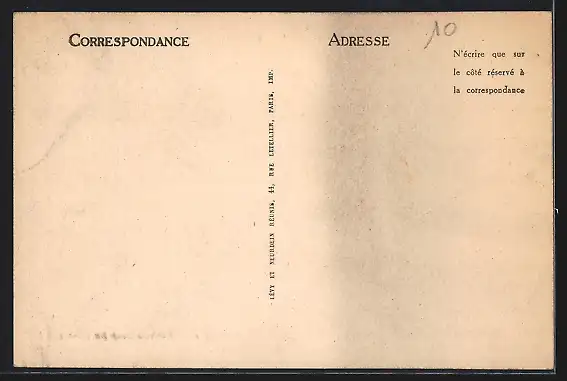 CORRESPONDANCE
ADRESSE
10
N'écrire que sur
le côté réservé à
la correspondance
LÉVY ET NEURDEIN RÉUNIS, 44, RUE LETELLIER, PARIS, IMP.